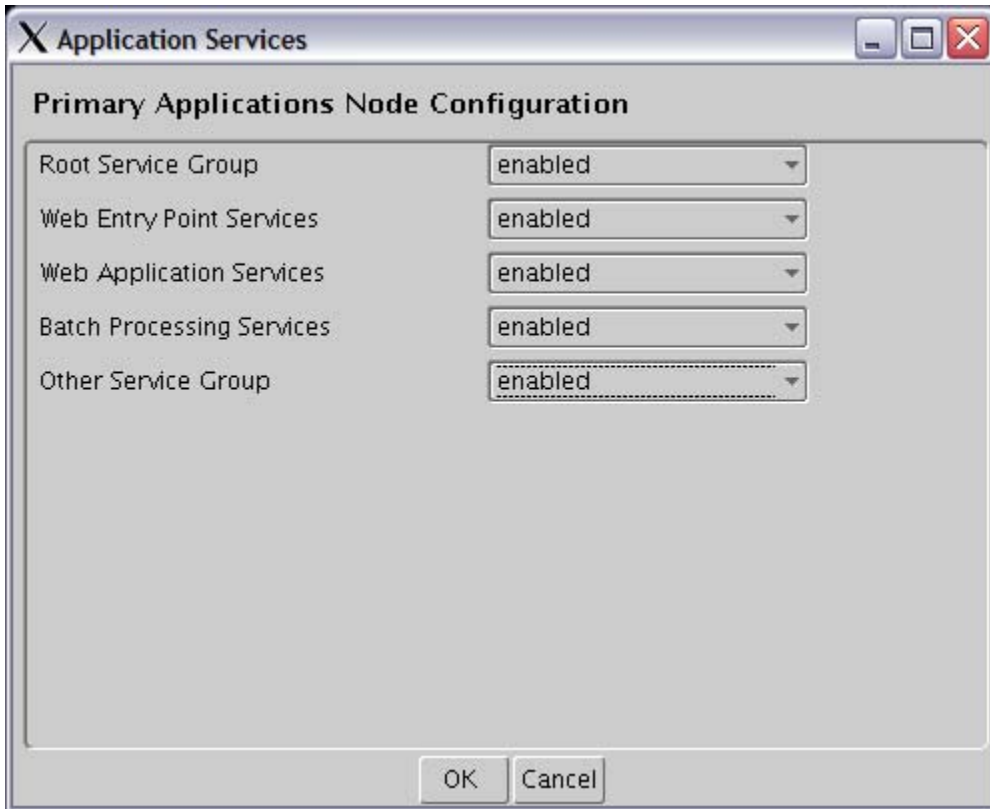 Application Services
Primary Applications Node Configuration
Root Service Group enabled
Web Entry Point Services enabled
Web Application Services enabled
Batch Processing Services enabled
Other Service Group enabled
OK Cancel